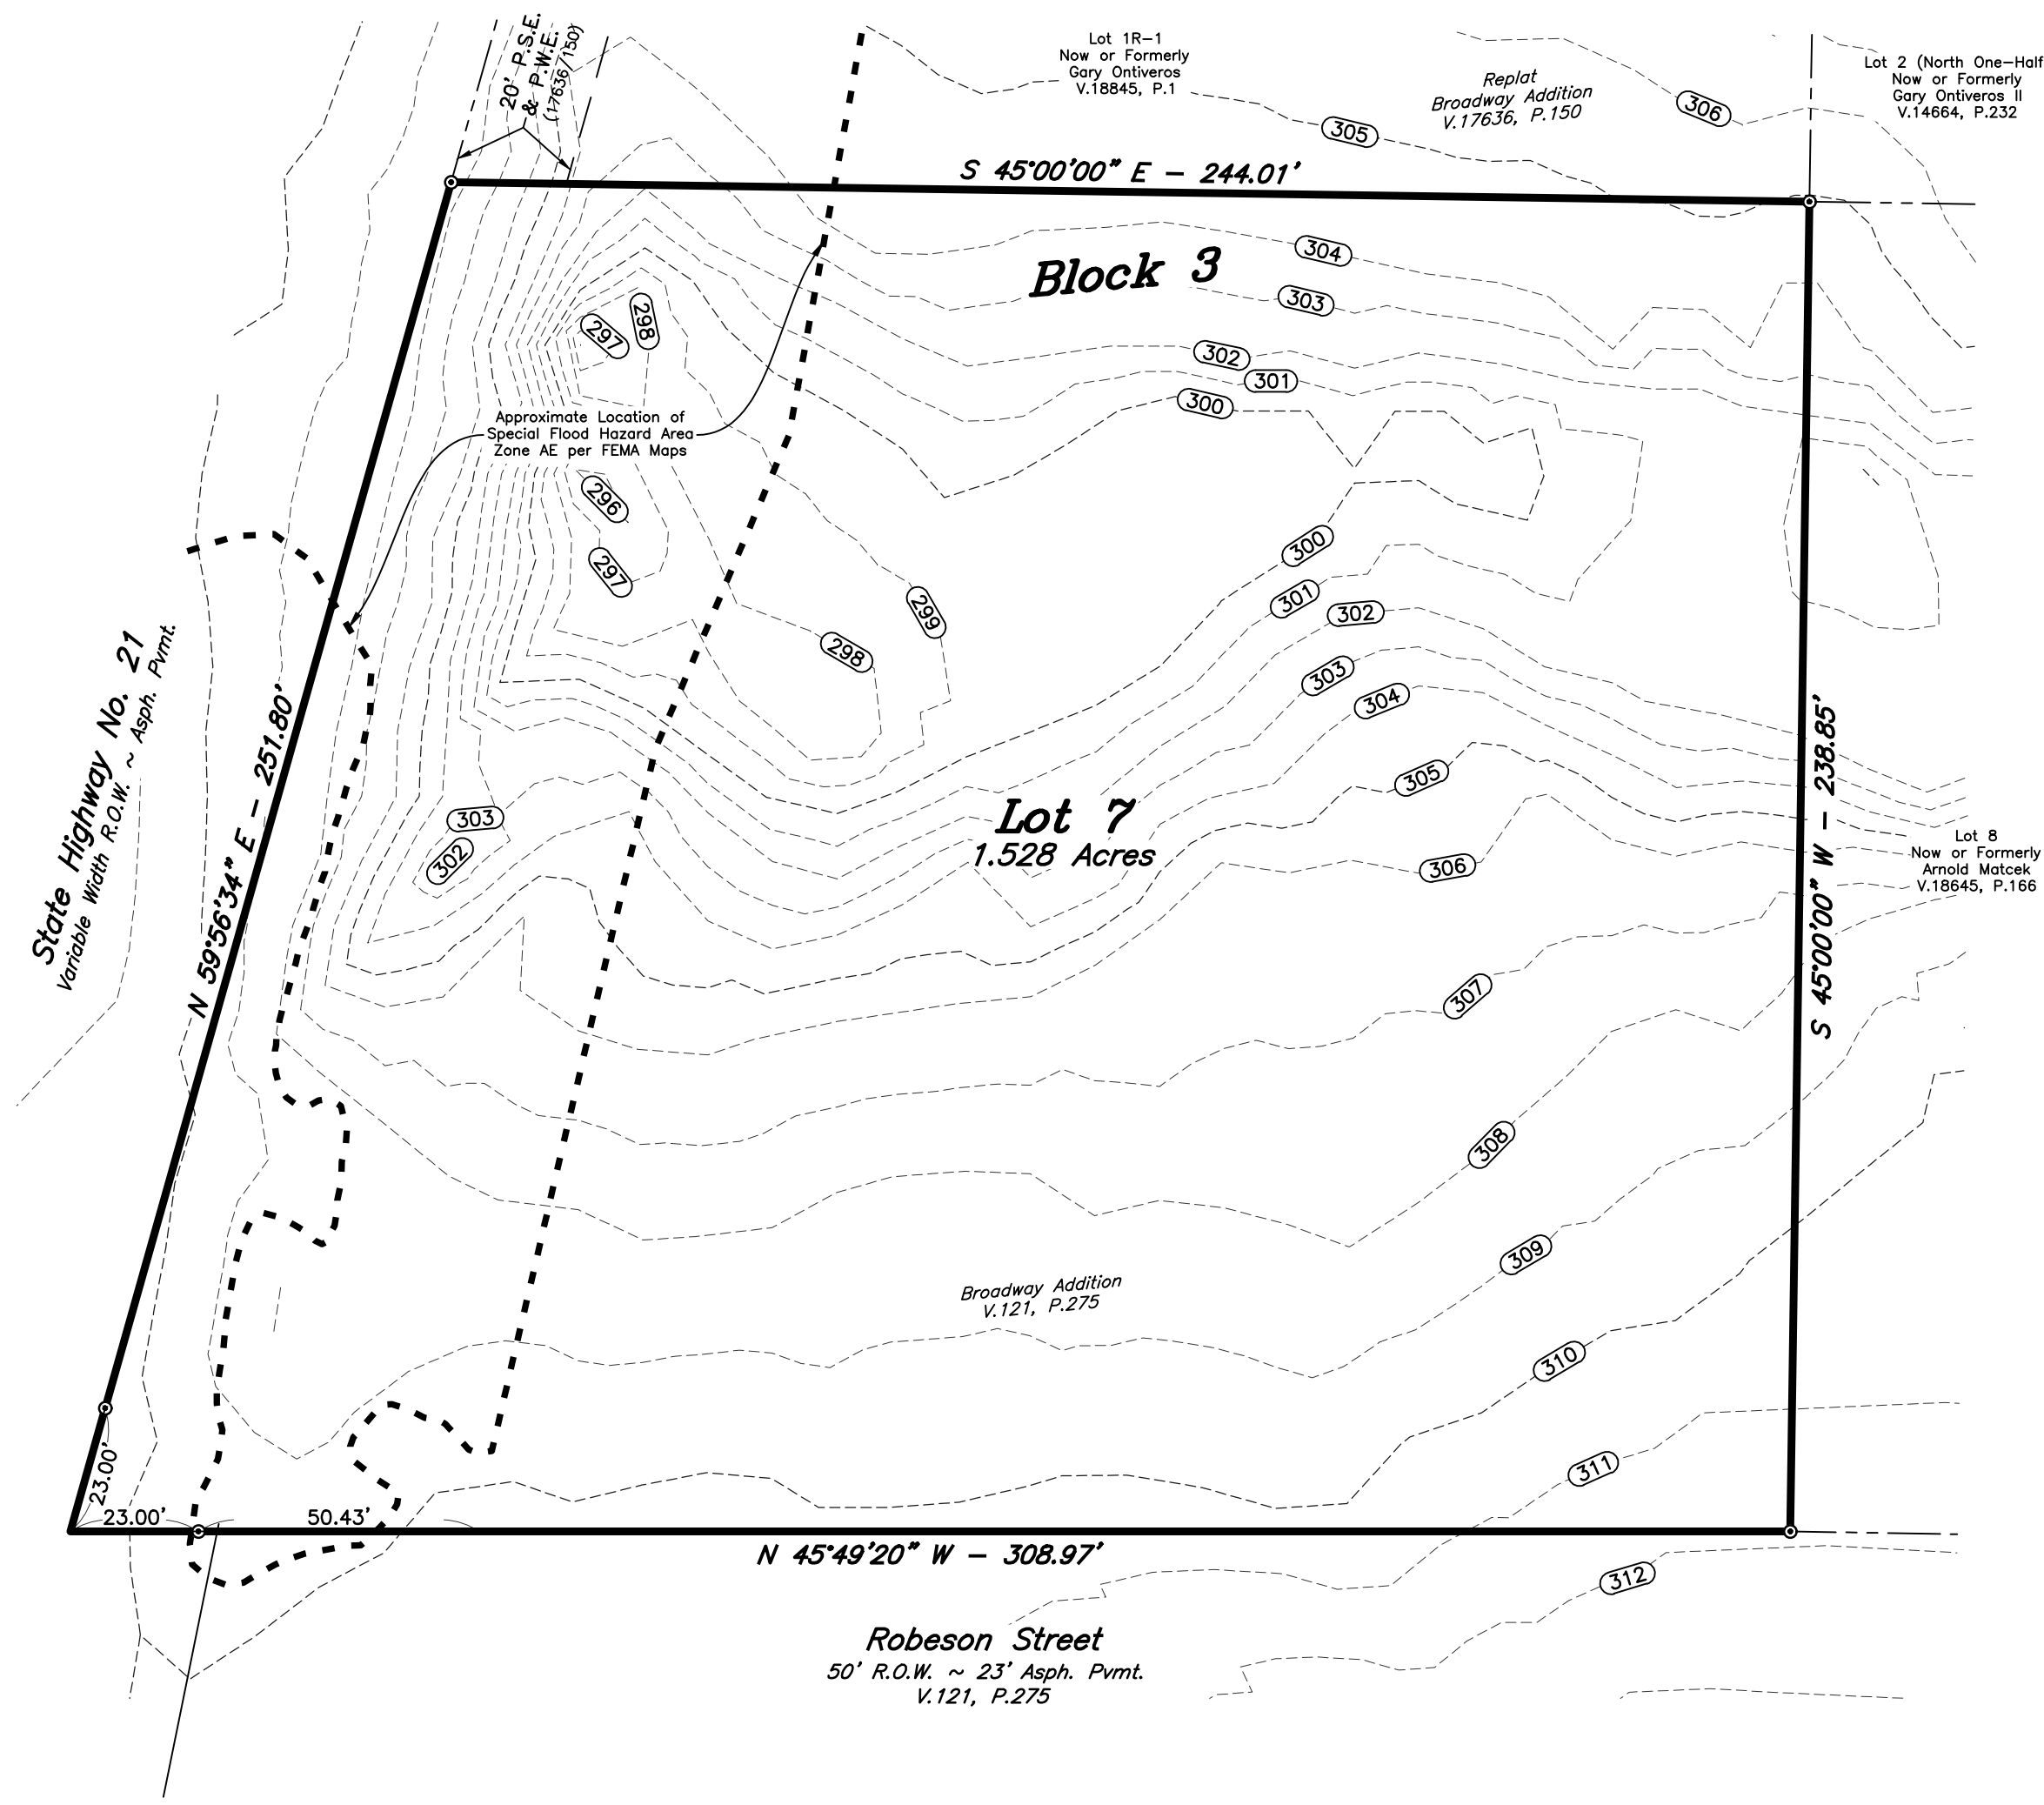 20' P.S.E.
& P.W.E.
(17636/150)
Lot 1R-1
Now or Formerly
Gary Ontiveros
V.18845, P.1
Replat
Broadway Addition
V.17636, P.150
Lot 2 (North One-Half
Now or Formerly
Gary Ontiveros II
V.14664, P.232
306
305
S 45°00'00" E - 244.01'
Block 3
304
303
302
301
300
298
297
Approximate Location of
Special Flood Hazard Area
Zone AE per FEMA Maps
296
297
299
298
300
301
302
303
304
305
306
State Highway No. 21
Variable Width R.O.W. ~ Asph. Pvmt.
N 59°56'34" E - 251.80'
303
302
Lot 7
1.528 Acres
S 45°00'00" W - 238.85'
Lot 8
Now or Formerly
Arnold Matcek
V.18645, P.166
307
308
309
310
311
312
Broadway Addition
V.121, P.275
23.00'
23.00'
50.43'
N 45°49'20" W - 308.97'
Robeson Street
50' R.O.W. ~ 23' Asph. Pvmt.
V.121, P.275